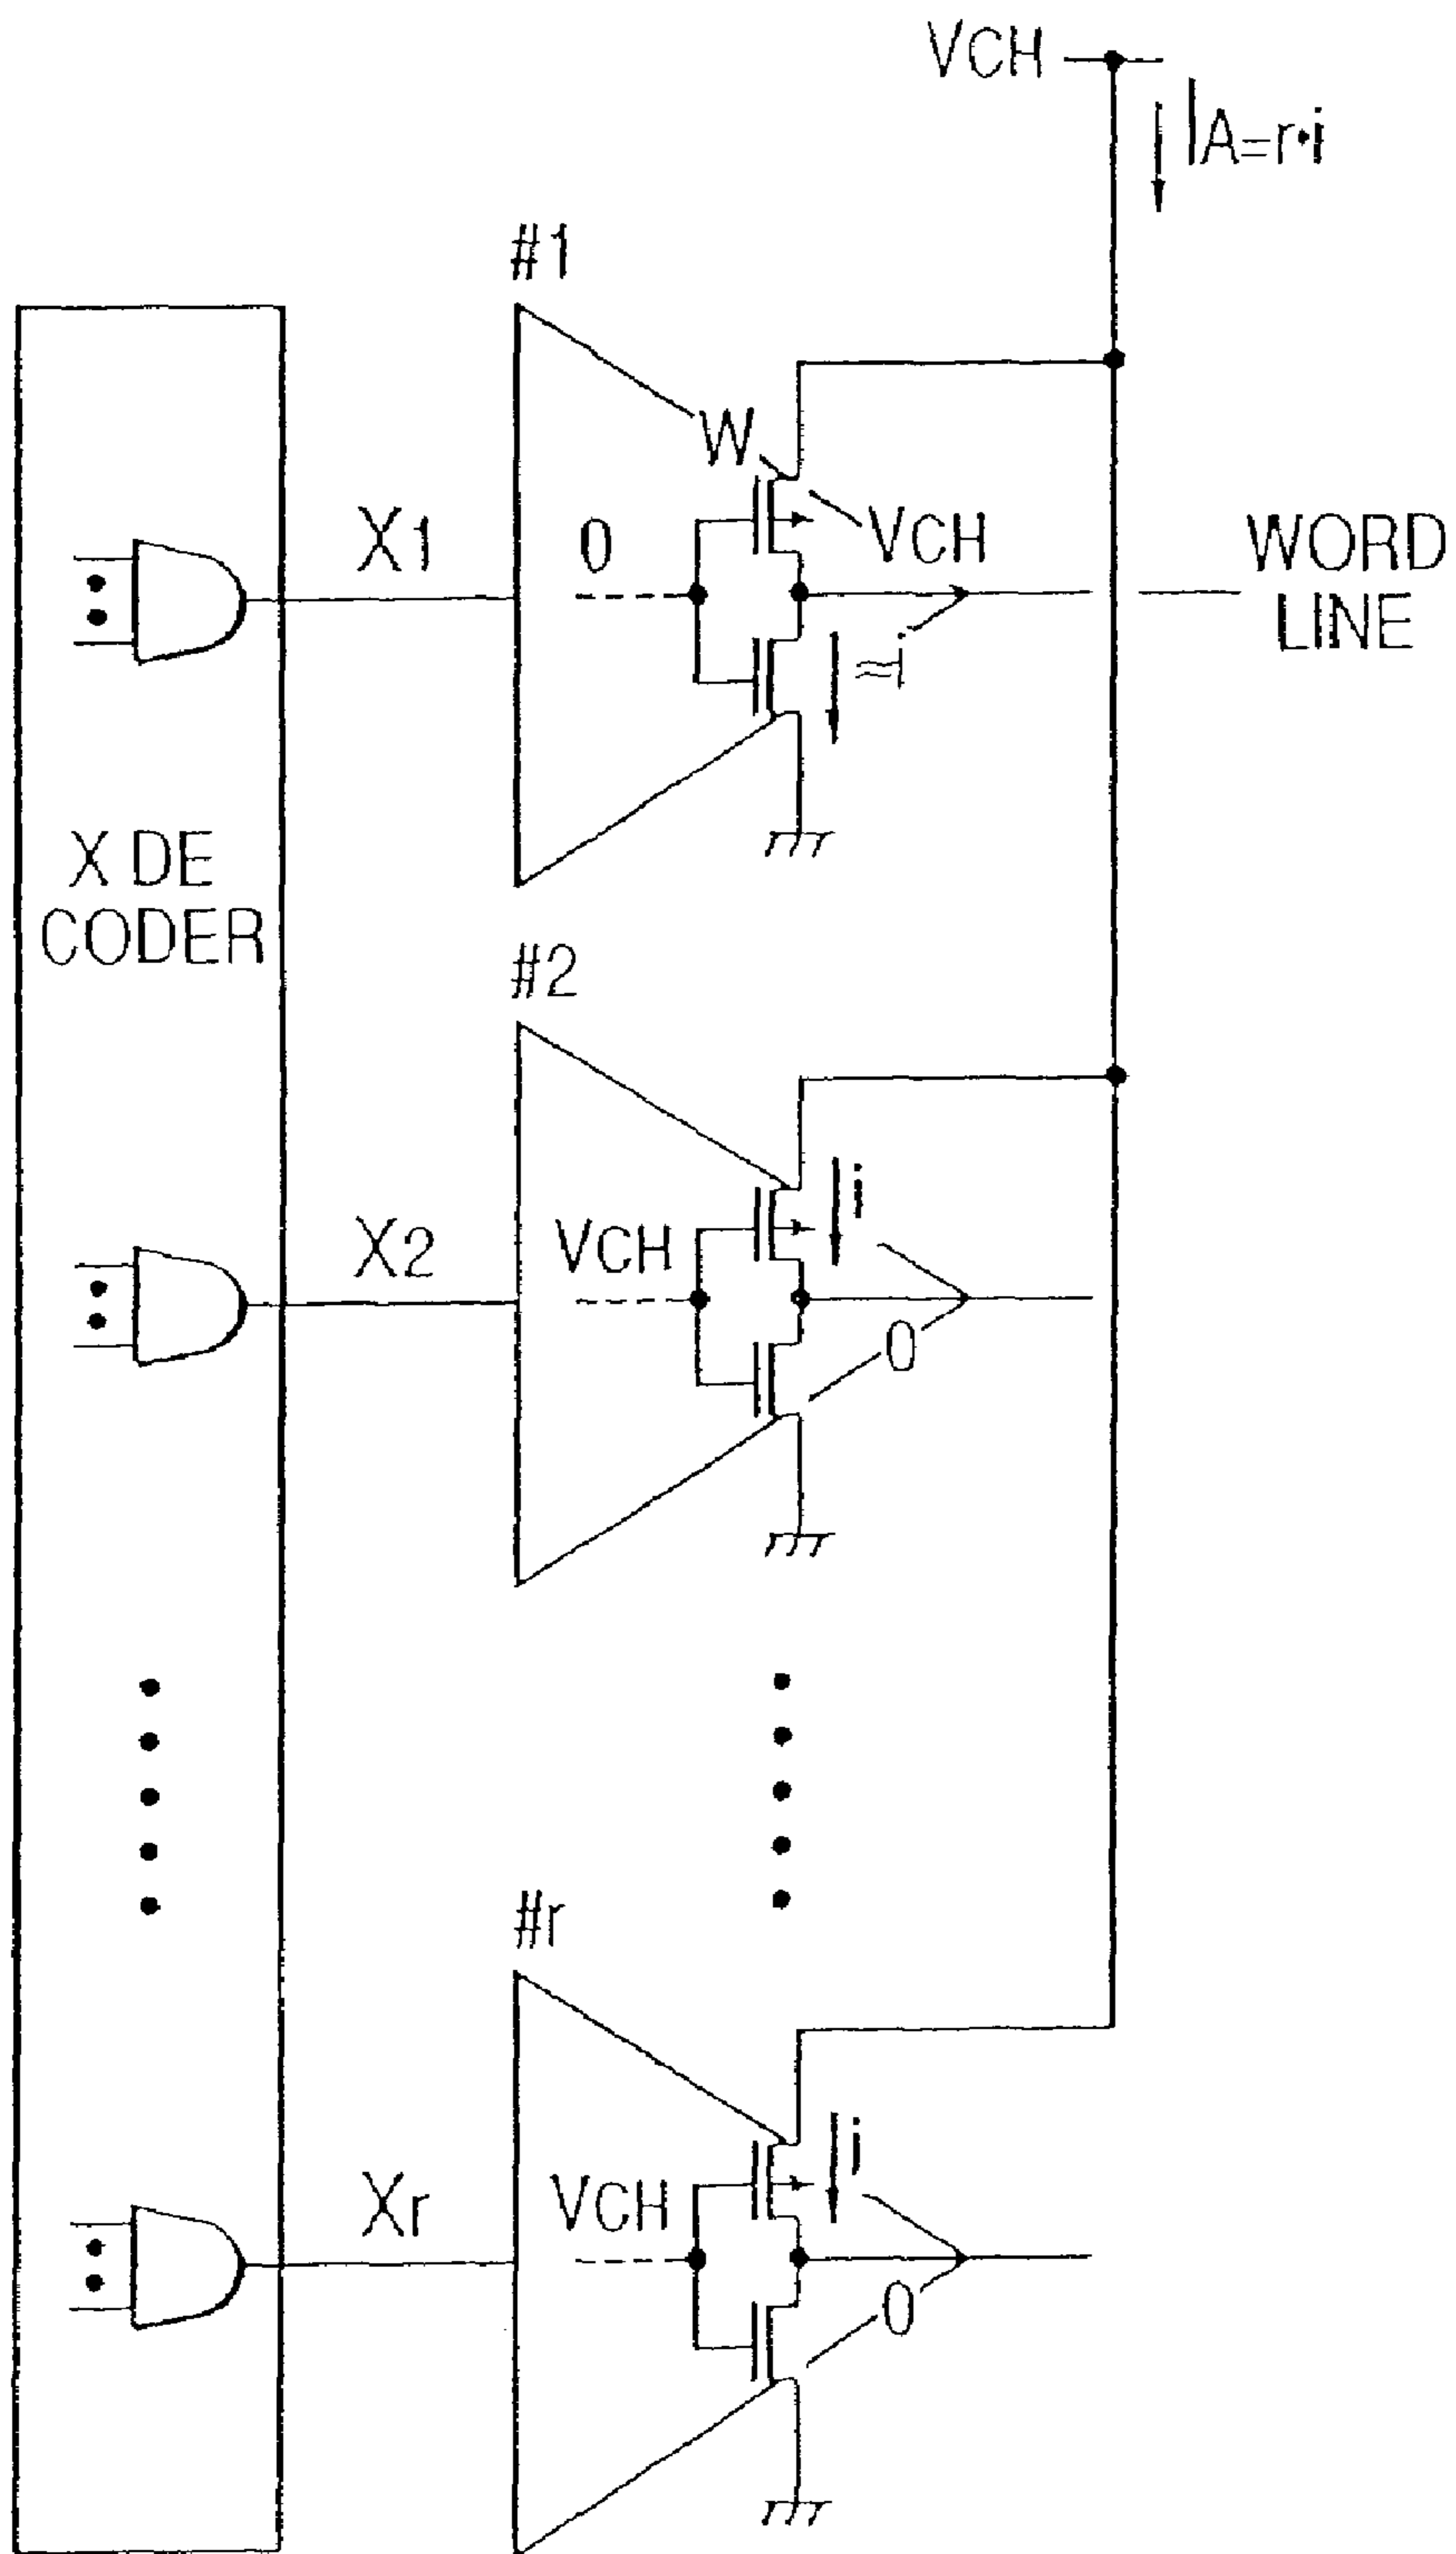 VCH
IA=r·i
#1
W
X1
0
VCH
WORD
LINE
≈i
X DE
CODER
#2
i
X2
VCH
0
#r
i
Xr
VCH
0